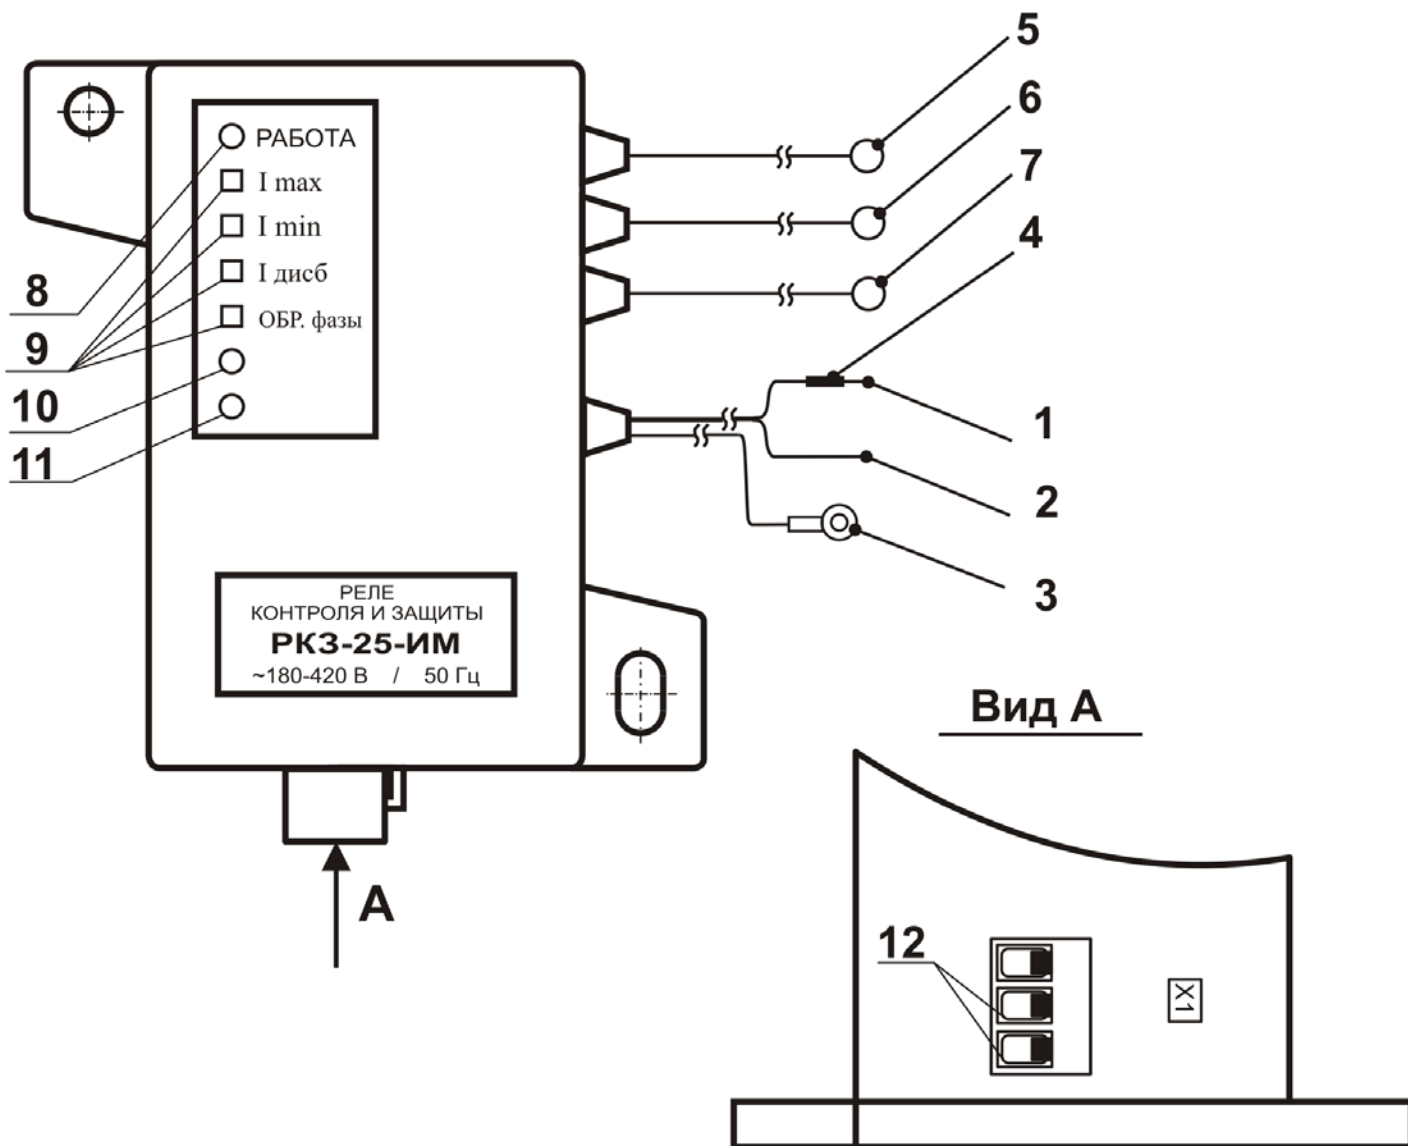 5
6
7
4
1
2
3
РАБОТА
I max
I min
I дисб
ОБР. фазы
8
9
10
11
РЕЛЕ
КОНТРОЛЯ И ЗАЩИТЫ
РКЗ-25-ИМ
~180-420 В / 50 Гц
А
Вид А
12
X1